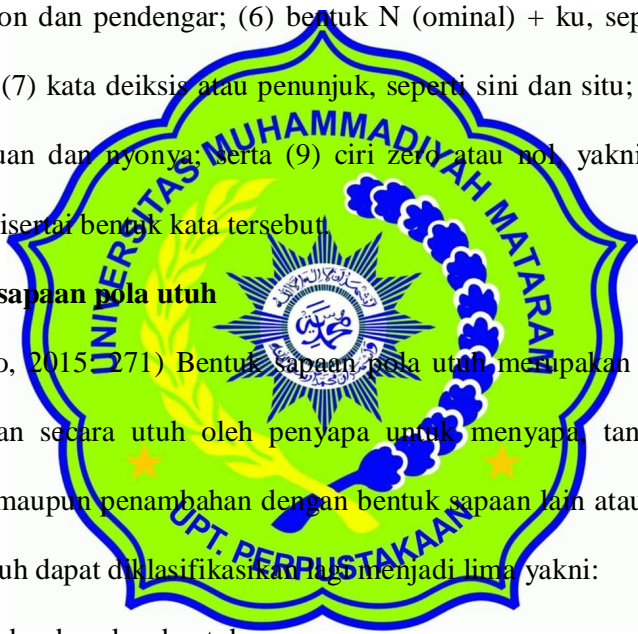 on dan pendengar; (6) bentuk N (ominal) + ku, sep
(7) kata deiksis atau penunjuk, seperti sini dan situ;
uan dan nyonya; serta (9) ciri zero atau nol, yakni
isertai bentuk kata tersebut.
sapaan pola utuh
o, 2015: 271) Bentuk sapaan pola utuh merupakan
an secara utuh oleh penyapa untuk menyapa, tan
maupun penambahan dengan bentuk sapaan lain atau
uh dapat diklasifikasikan lagi menjadi lima yakni:
UNIVERSITAS MUHAMMADIYAH MATARAM
محمد
UPT. PERPUSTAKAAN